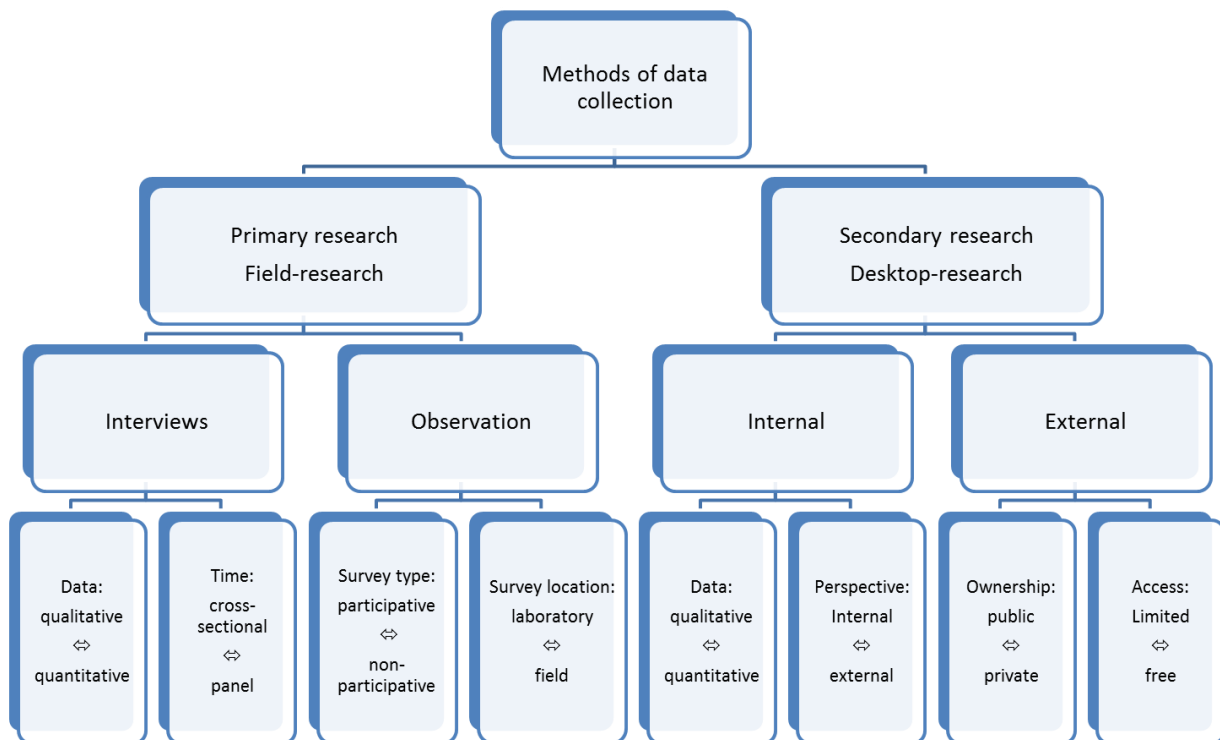 Methods of data
collection
Primary research
Field-research
Secondary research
Desktop-research
Interviews
Observation
Internal
External
Data:
qualitative
⇔
quantitative
Time:
cross-
sectional
⇔
panel
Survey type:
participative
⇔
non-
participative
Survey location:
laboratory
⇔
field
Data:
qualitative
⇔
quantitative
Perspective:
Internal
⇔
external
Ownership:
public
⇔
private
Access:
Limited
⇔
free